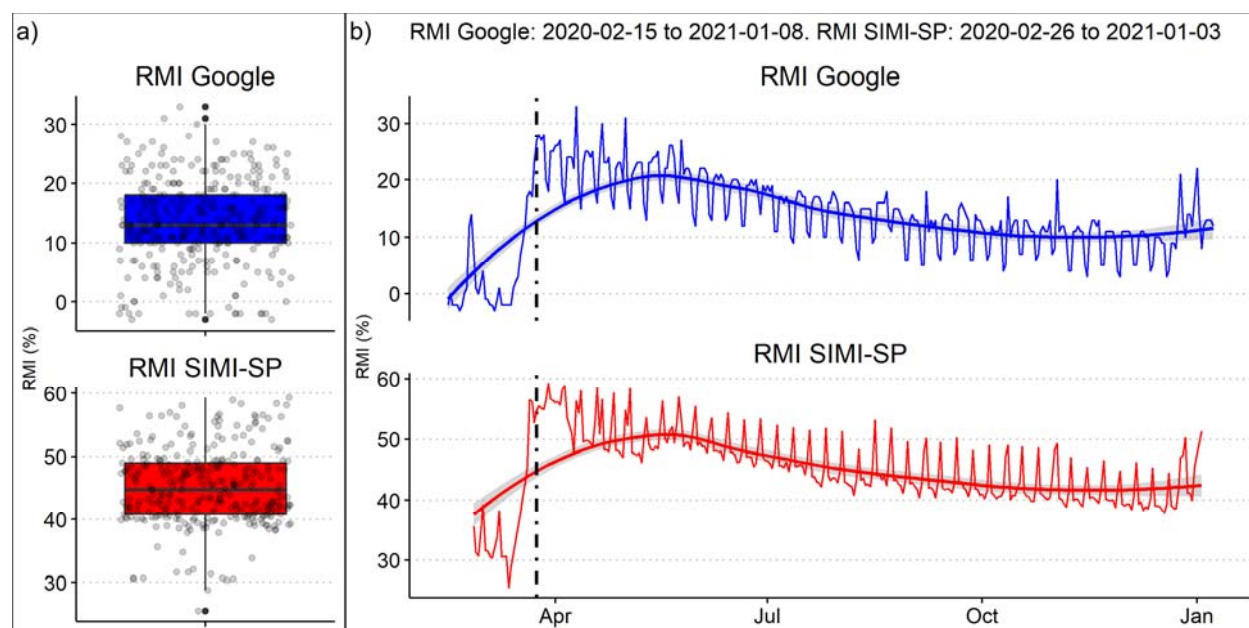 a)
RMI Google
30
20
10
0
RMI (%)
RMI SIMI-SP
60
50
40
30
b)
RMI Google: 2020-02-15 to 2021-01-08. RMI SIMI-SP: 2020-02-26 to 2021-01-03
RMI Google
30
20
10
0
RMI (%)
RMI SIMI-SP
60
50
40
30
Apr Jul Oct Jan